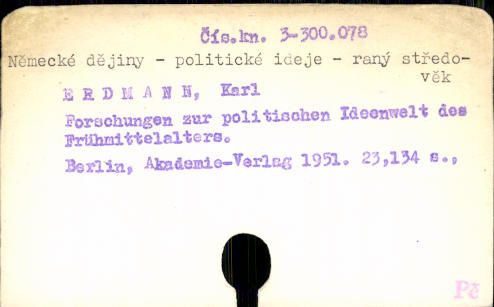 Čís.kn. 3-300.078
Německé dějiny - politické ideje - raný středo-
věk
E R D M A N N, Karl
Forschungen zur politischen Ideenwelt des
Frühmittelalters.
Berlin, Akademie-Verlag 1951. 23,134 s.,
Pč